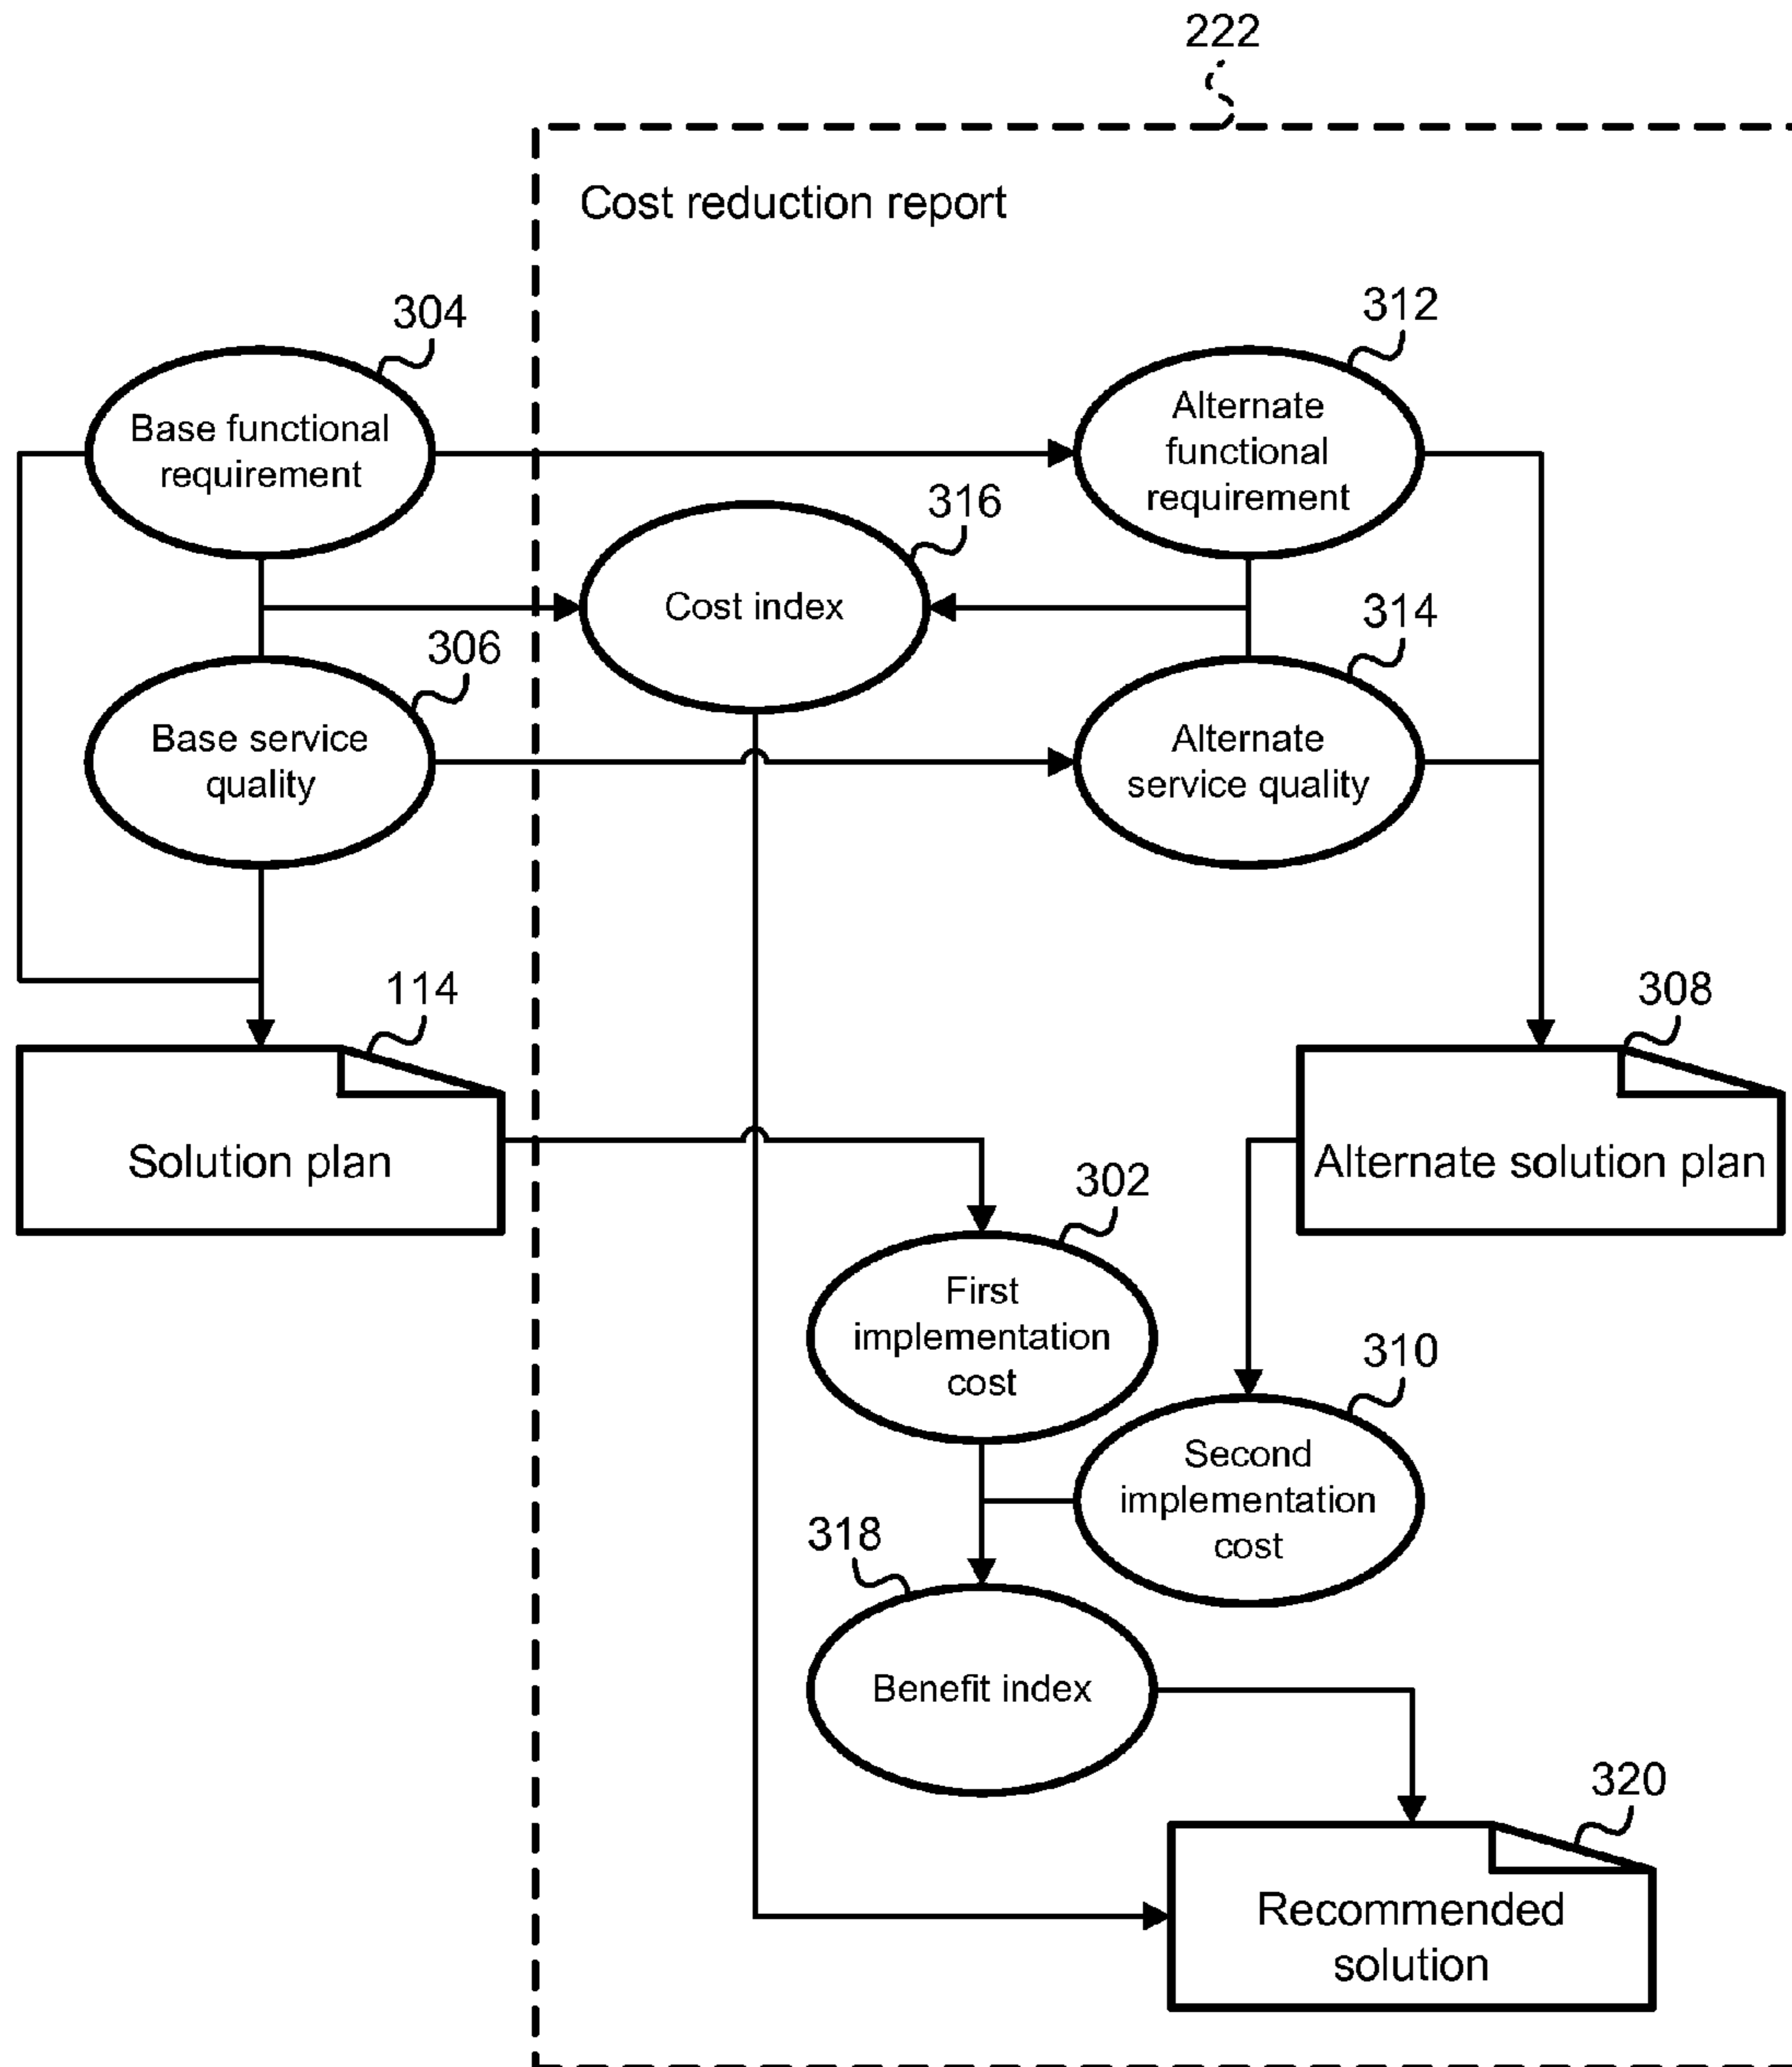 222
Cost reduction report
304
312
Base functional
requirement
Alternate
functional
requirement
316
Cost index
306
314
Base service
quality
Alternate
service quality
114
308
Solution plan
Alternate solution plan
302
First
implementation
cost
310
Second
implementation
cost
318
Benefit index
320
Recommended
solution